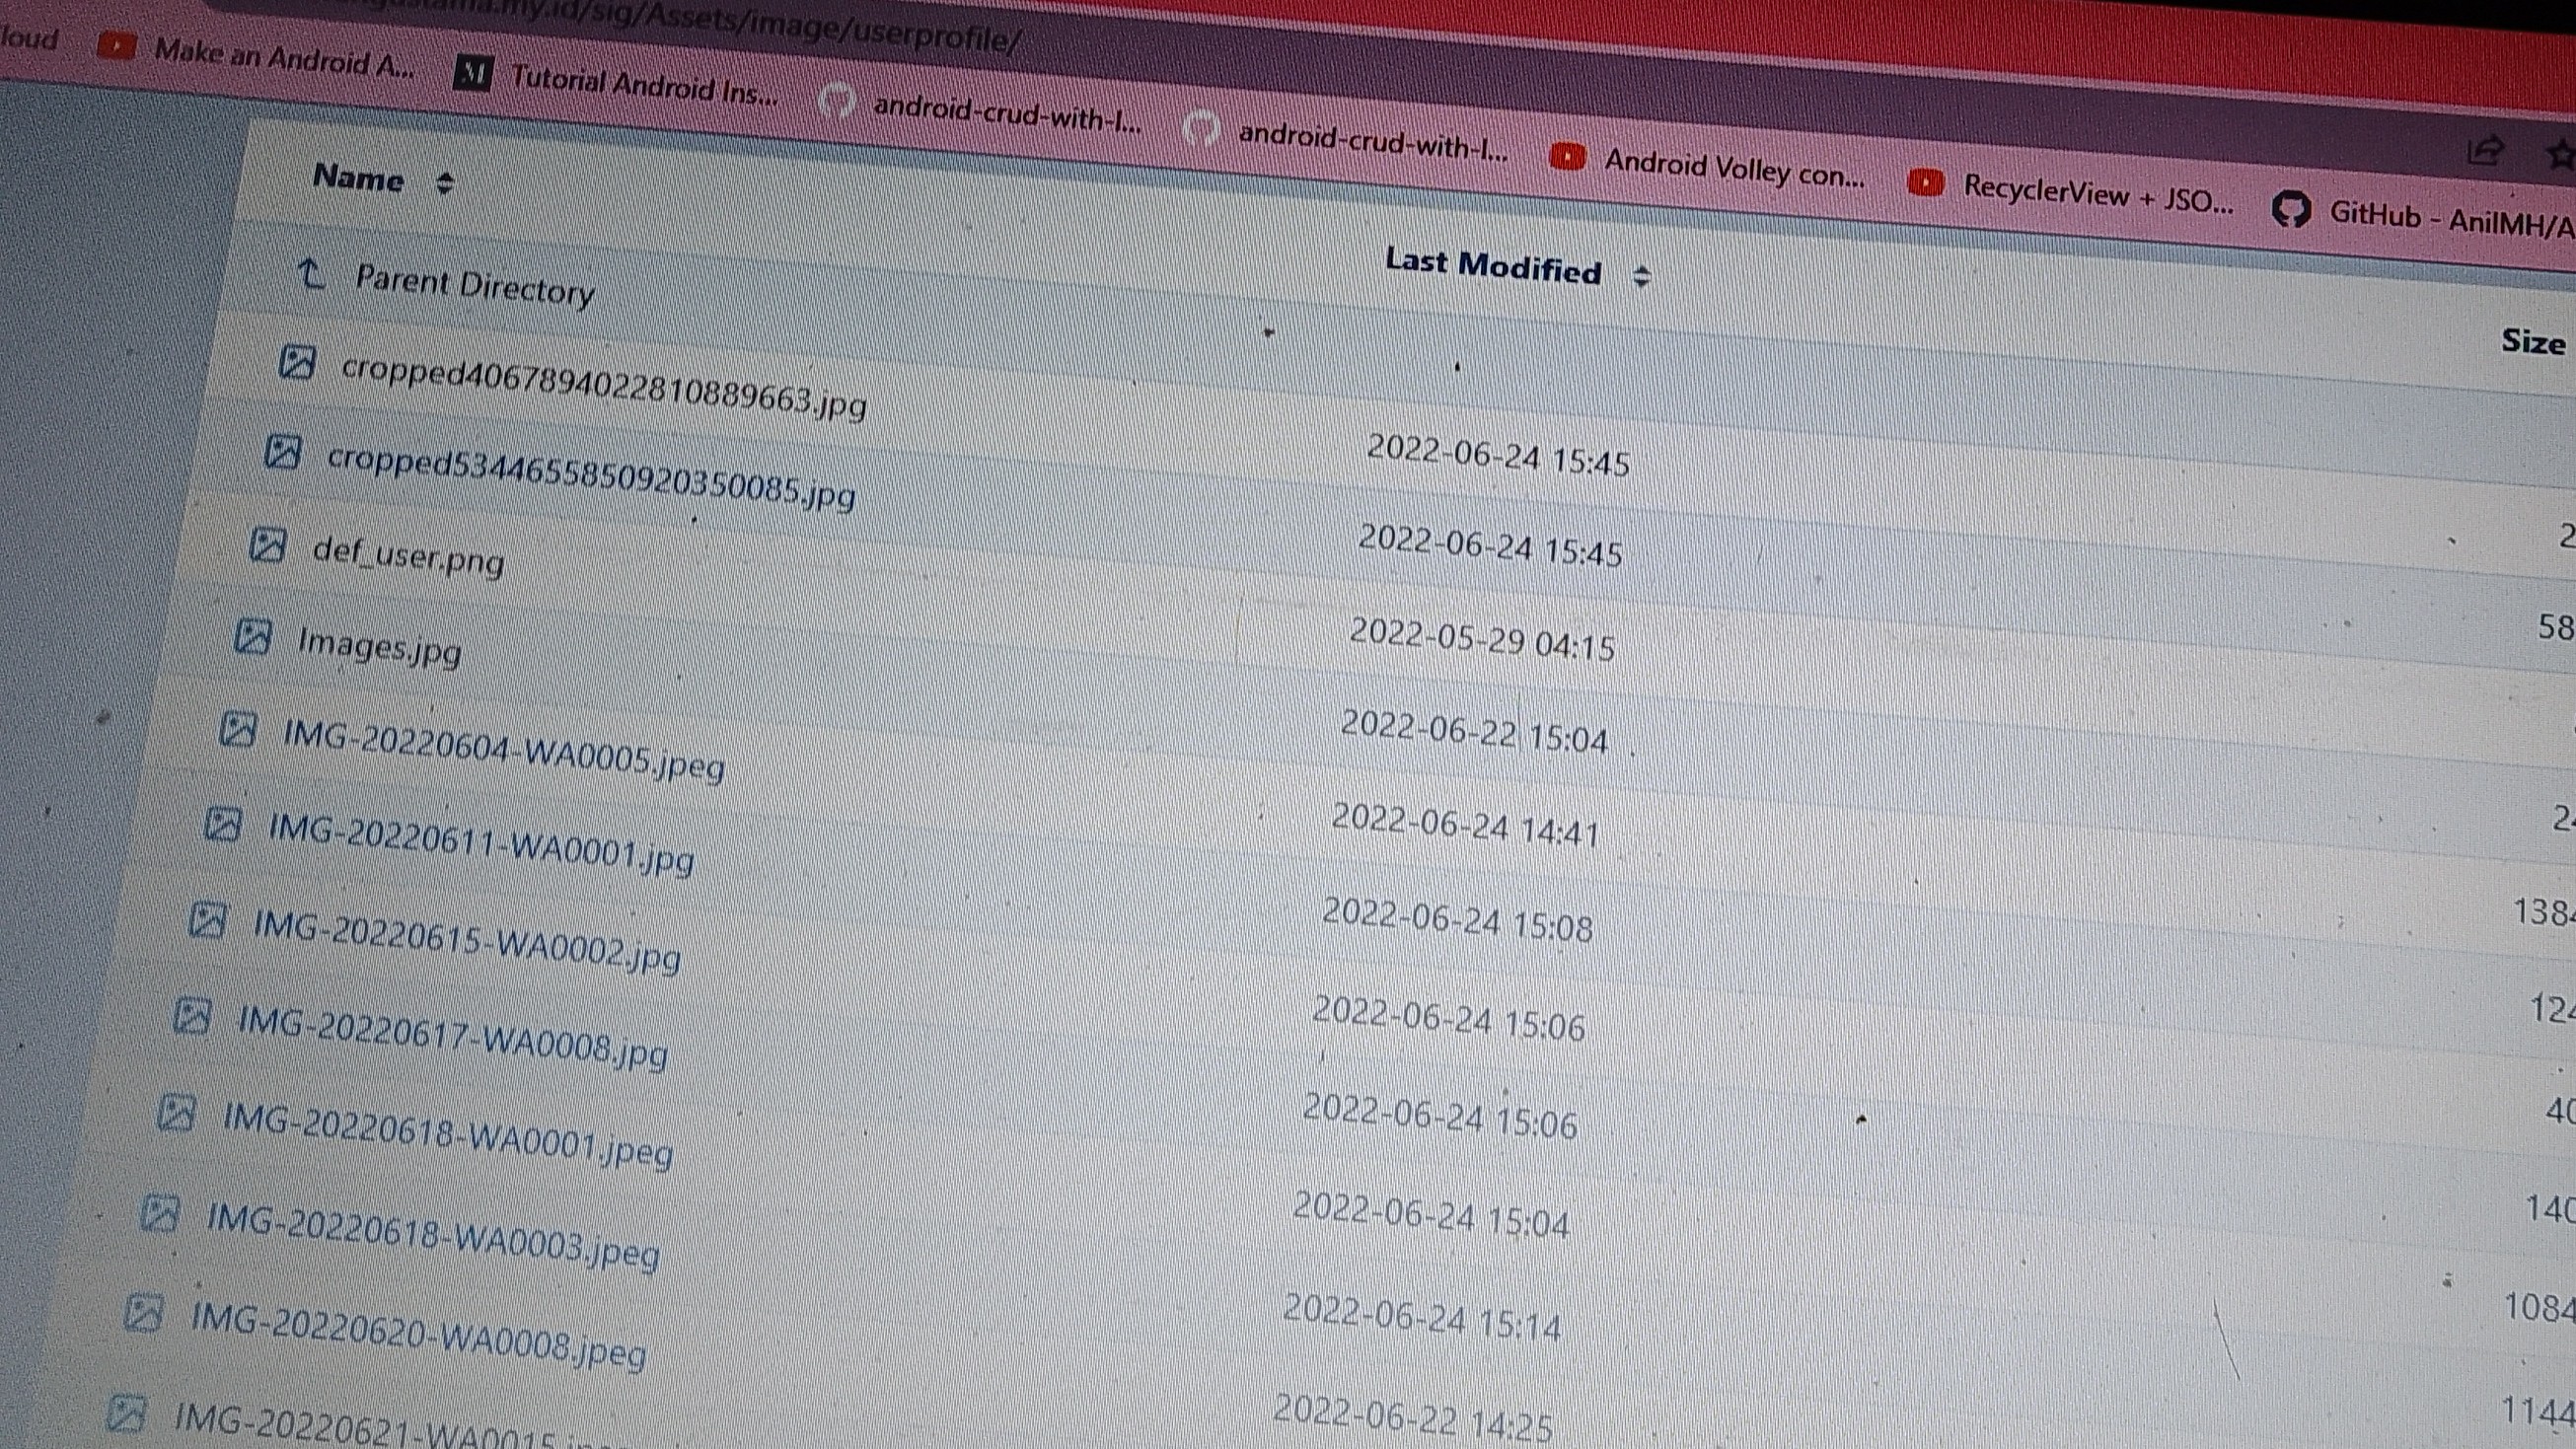 .my.id/sig/Assets/image/userprofile/
loud Make an Android A... Tutorial Android Ins... android-crud-with-l... android-crud-with-l... Android Volley con... RecyclerView + JSO... GitHub - AnilMH/A
Name Last Modified Size
Parent Directory
cropped4067894022810889663.jpg 2022-06-24 15:45 2
cropped5344655850920350085.jpg 2022-06-24 15:45 58
def_user.png 2022-05-29 04:15
Images.jpg 2022-06-22 15:04 24
IMG-20220604-WA0005.jpeg 2022-06-24 14:41 1384
IMG-20220611-WA0001.jpg 2022-06-24 15:08 124
IMG-20220615-WA0002.jpg 2022-06-24 15:06 40
IMG-20220617-WA0008.jpg 2022-06-24 15:06 140
IMG-20220618-WA0001.jpeg 2022-06-24 15:04 1084
IMG-20220618-WA0003.jpeg 2022-06-24 15:14 1144
IMG-20220620-WA0008.jpeg 2022-06-22 14:25
IMG-20220621-WA0015